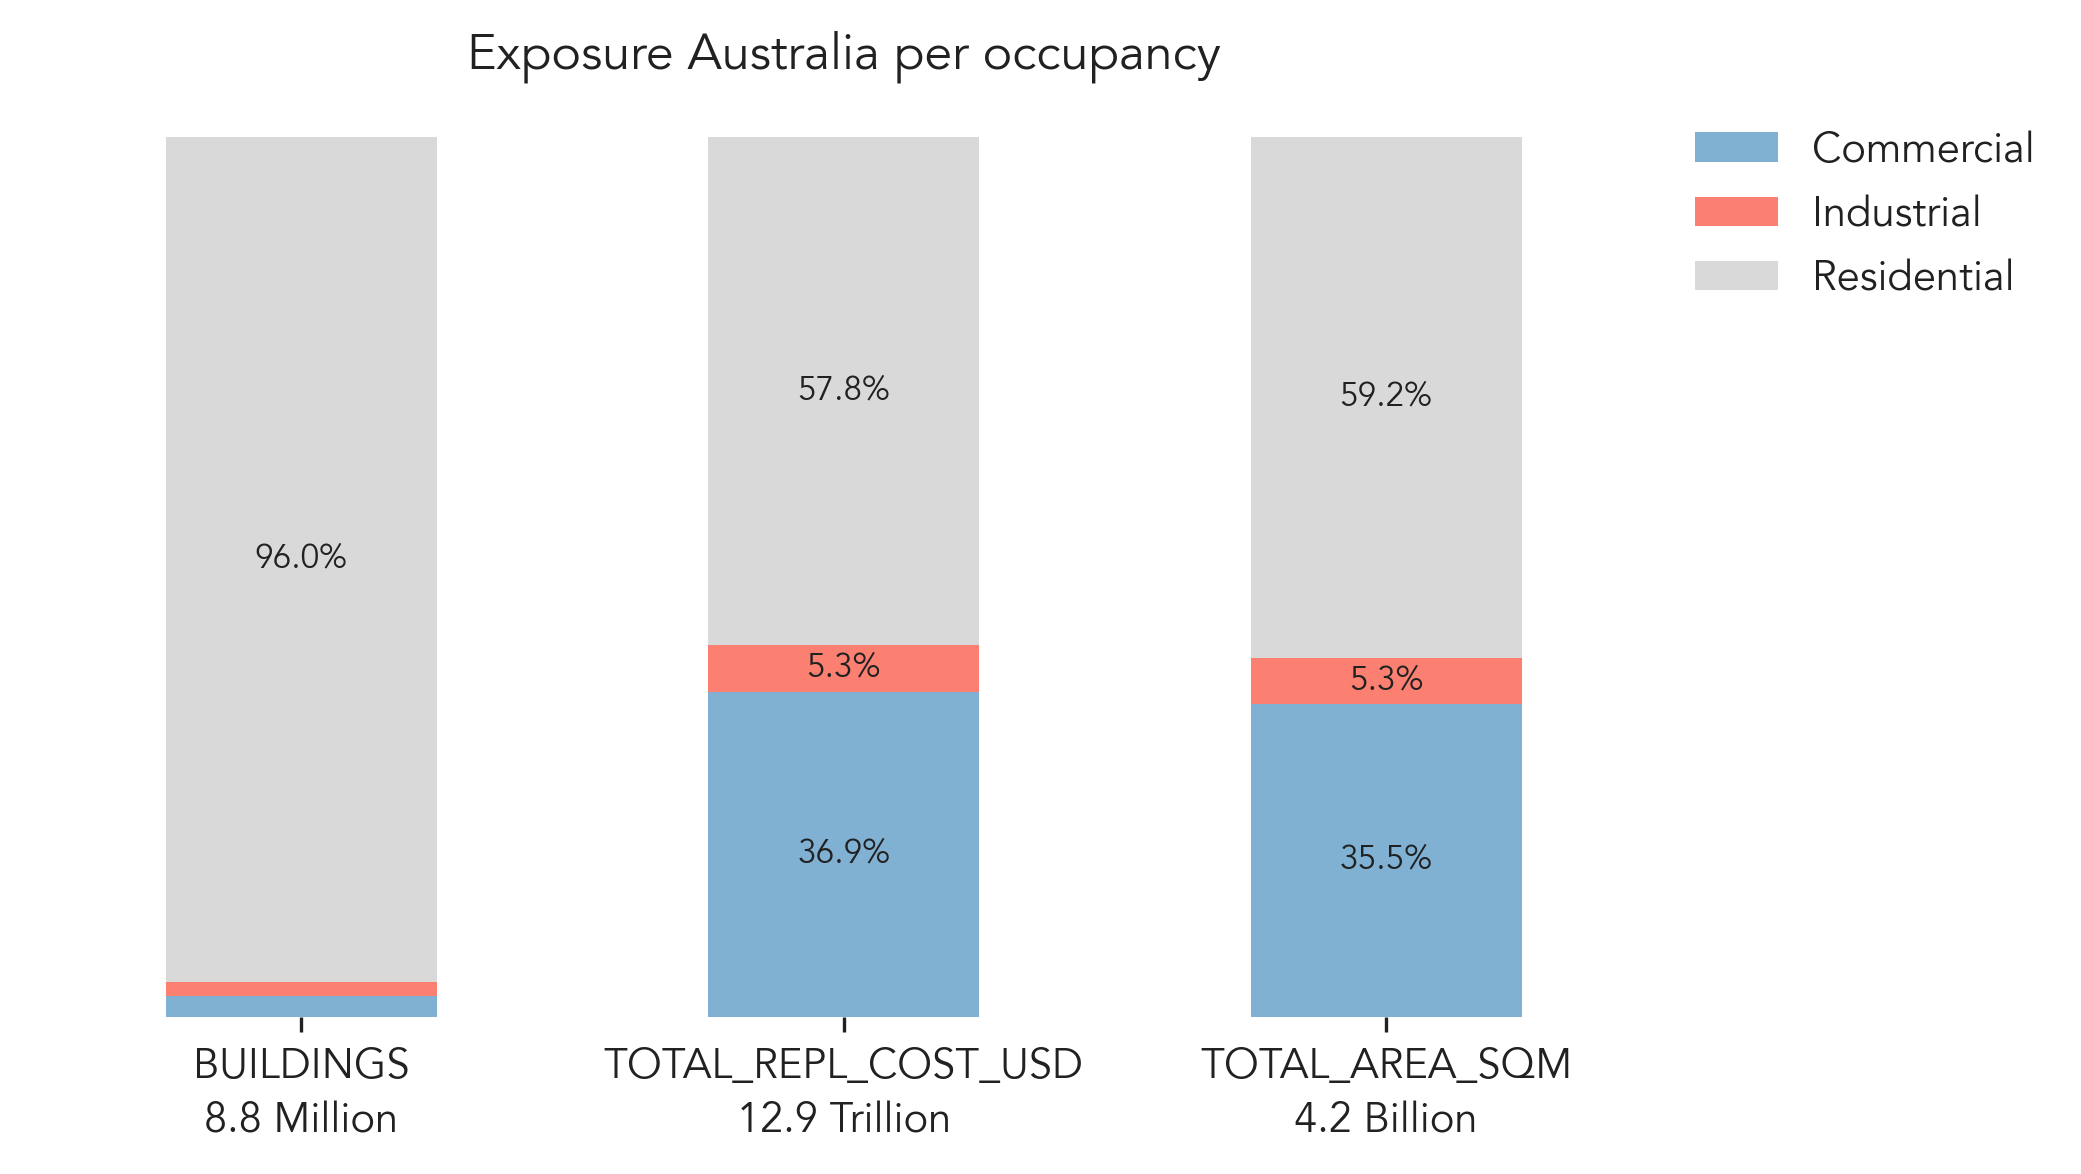 Exposure Australia per occupancy
Commercial
Industrial
Residential
96.0%
57.8%
5.3%
36.9%
59.2%
5.3%
35.5%
BUILDINGS
8.8 Million
TOTAL_REPL_COST_USD
12.9 Trillion
TOTAL_AREA_SQM
4.2 Billion